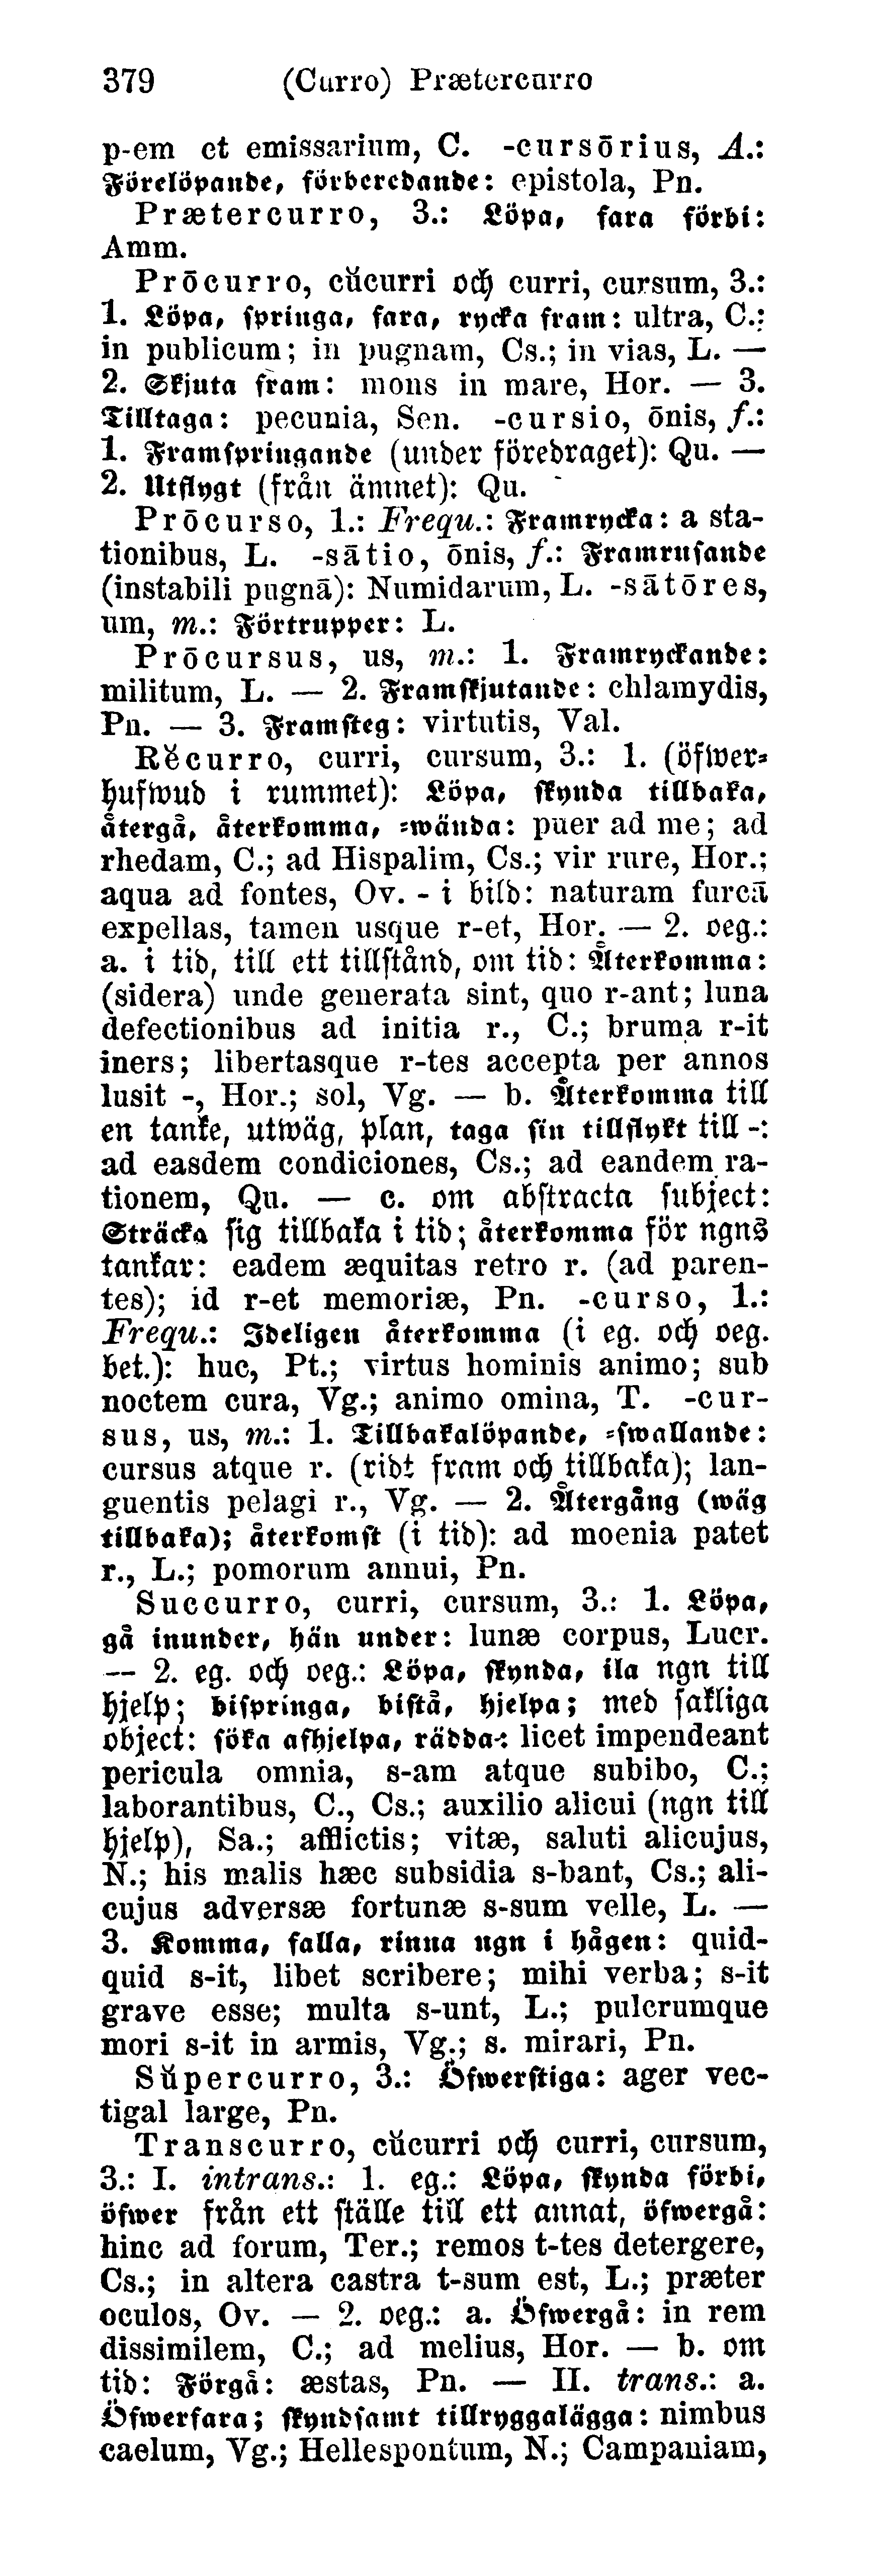 379 (Curro) Prætercurro
p-em et emissarium, C. -cursōrius, A.:
Förelöpande, förberedande: epistola, Pn.
Prætercurro, 3.: Löpa, fara förbi:
Amm.
Prōcurro, cŭcurri och curri, cursum, 3.:
1. Löpa, springa, fara, rycka fram: ultra, C.;
in publicum; in pugnam, Cs.; in vias, L. —
2. Skjuta fram: mons in mare, Hor. — 3.
Tilltaga: pecunia, Sen. -cursio, ōnis, f.:
1. Framspringande (under föredraget): Qu. —
2. Utflygt (från ämnet): Qu.
Prōcurso, 1.: Frequ.: Framrycka: a sta-
tionibus, L. -sātio, ōnis, f.: Framrusande
(instabili pugnā): Numidarum, L. -sātōres,
um, m.: Förtrupper: L.
Prōcursus, us, m.: 1. Framryckande:
militum, L. — 2. Framskjutande: chlamydis,
Pn. — 3. Framsteg: virtutis, Val.
Rĕcurro, curri, cursum, 3.: 1. (öfwer-
hufwud i rummet): Löpa, skynda tillbaka,
återgå, återkomma, -wända: puer ad me; ad
rhedam, C.; ad Hispalim, Cs.; vir rure, Hor.;
aqua ad fontes, Ov. - i bild: naturam furcā
expellas, tamen usque r-et, Hor. — 2. oeg.:
a. i tid, till ett tillstånd, om tid: Återkomma:
(sidera) unde generata sint, quo r-ant; luna
defectionibus ad initia r., C.; bruma r-it
iners; libertasque r-tes accepta per annos
lusit -, Hor.; sol, Vg. — b. Återkomma till
en tanke, utwäg, plan, taga sin tillflykt till -:
ad easdem condiciones, Cs.; ad eandem ra-
tionem, Qu. — c. om abstracta subject:
Sträcka sig tillbaka i tid; återkomma för ngns
tankar: eadem æquitas retro r. (ad paren-
tes); id r-et memoriæ, Pn. -curso, 1.:
Frequ.: Ideligen återkomma (i eg. och oeg.
bet.): huc, Pt.; virtus hominis animo; sub
noctem cura, Vg.; animo omina, T. -cur-
sus, us, m.: 1. Tillbakalöpande, -swallande:
cursus atque r. (ridt fram och tillbaka); lan-
guentis pelagi r., Vg. — 2. Återgång (wäg
tillbaka); återkomst (i tid): ad moenia patet
r., L.; pomorum annui, Pn.
Succurro, curri, cursum, 3.: 1. Löpa,
gå inunder, hän under: lunæ corpus, Lucr.
— 2. eg. och oeg.: Löpa, skynda, ila ngn till
hjelp; bispringa, bistå, hjelpa; med sakliga
object: söka afhjelpa, rädda-: licet impendeant
pericula omnia, s-am atque subibo, C.;
laborantibus, C., Cs.; auxilio alicui (ngn till
hjelp), Sa.; afflictis; vitæ, saluti alicujus,
N.; his malis hæc subsidia s-bant, Cs.; ali-
cujus adversæ fortunæ s-sum velle, L. —
3. Komma, falla, rinna ngn i hågen: quid-
quid s-it, libet scribere; mihi verba; s-it
grave esse; multa s-unt, L.; pulcrumque
mori s-it in armis, Vg.; s. mirari, Pn.
Sŭpercurro, 3.: Öfwerstiga: ager vec-
tigal large, Pn.
Transcurro, cŭcurri och curri, cursum,
3.: I. intrans.: 1. eg.: Löpa, skynda förbi,
öfwer från ett ställe till ett annat, öfwergå:
hinc ad forum, Ter.; remos t-tes detergere,
Cs.; in altera castra t-sum est, L.; præter
oculos, Ov. — 2. oeg.: a. Öfwergå: in rem
dissimilem, C.; ad melius, Hor. — b. om
tid: Förgå: æstas, Pn. — II. trans.: a.
Öfwerfara; skyndsamt tillryggalägga: nimbus
caelum, Vg.; Hellespontum, N.; Campaniam,